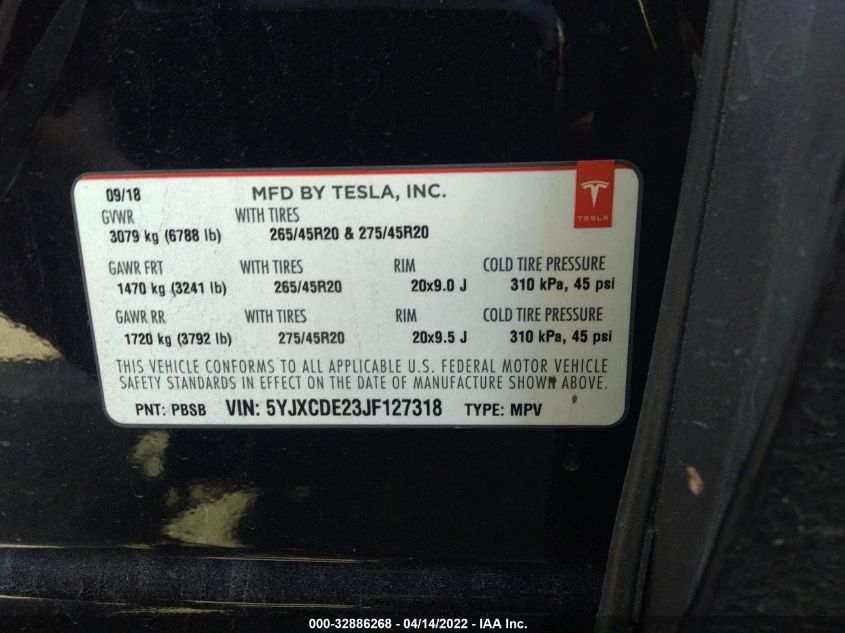 09/18 MFD BY TESLA, INC.
TESLA
GVWR WITH TIRES
3079 kg (6788 lb) 265/45R20 & 275/45R20
GAWR FRT WITH TIRES RIM COLD TIRE PRESSURE
1470 kg (3241 lb) 265/45R20 20x9.0 J 310 kPa, 45 psi
GAWR RR WITH TIRES RIM COLD TIRE PRESSURE
1720 kg (3792 lb) 275/45R20 20x9.5 J 310 kPa, 45 psi
THIS VEHICLE CONFORMS TO ALL APPLICABLE U.S. FEDERAL MOTOR VEHICLE
SAFETY STANDARDS IN EFFECT ON THE DATE OF MANUFACTURE SHOWN ABOVE.
PNT: PBSB VIN: 5YJXCDE23JF127318 TYPE: MPV
000-32886268 - 04/14/2022 - IAA Inc.